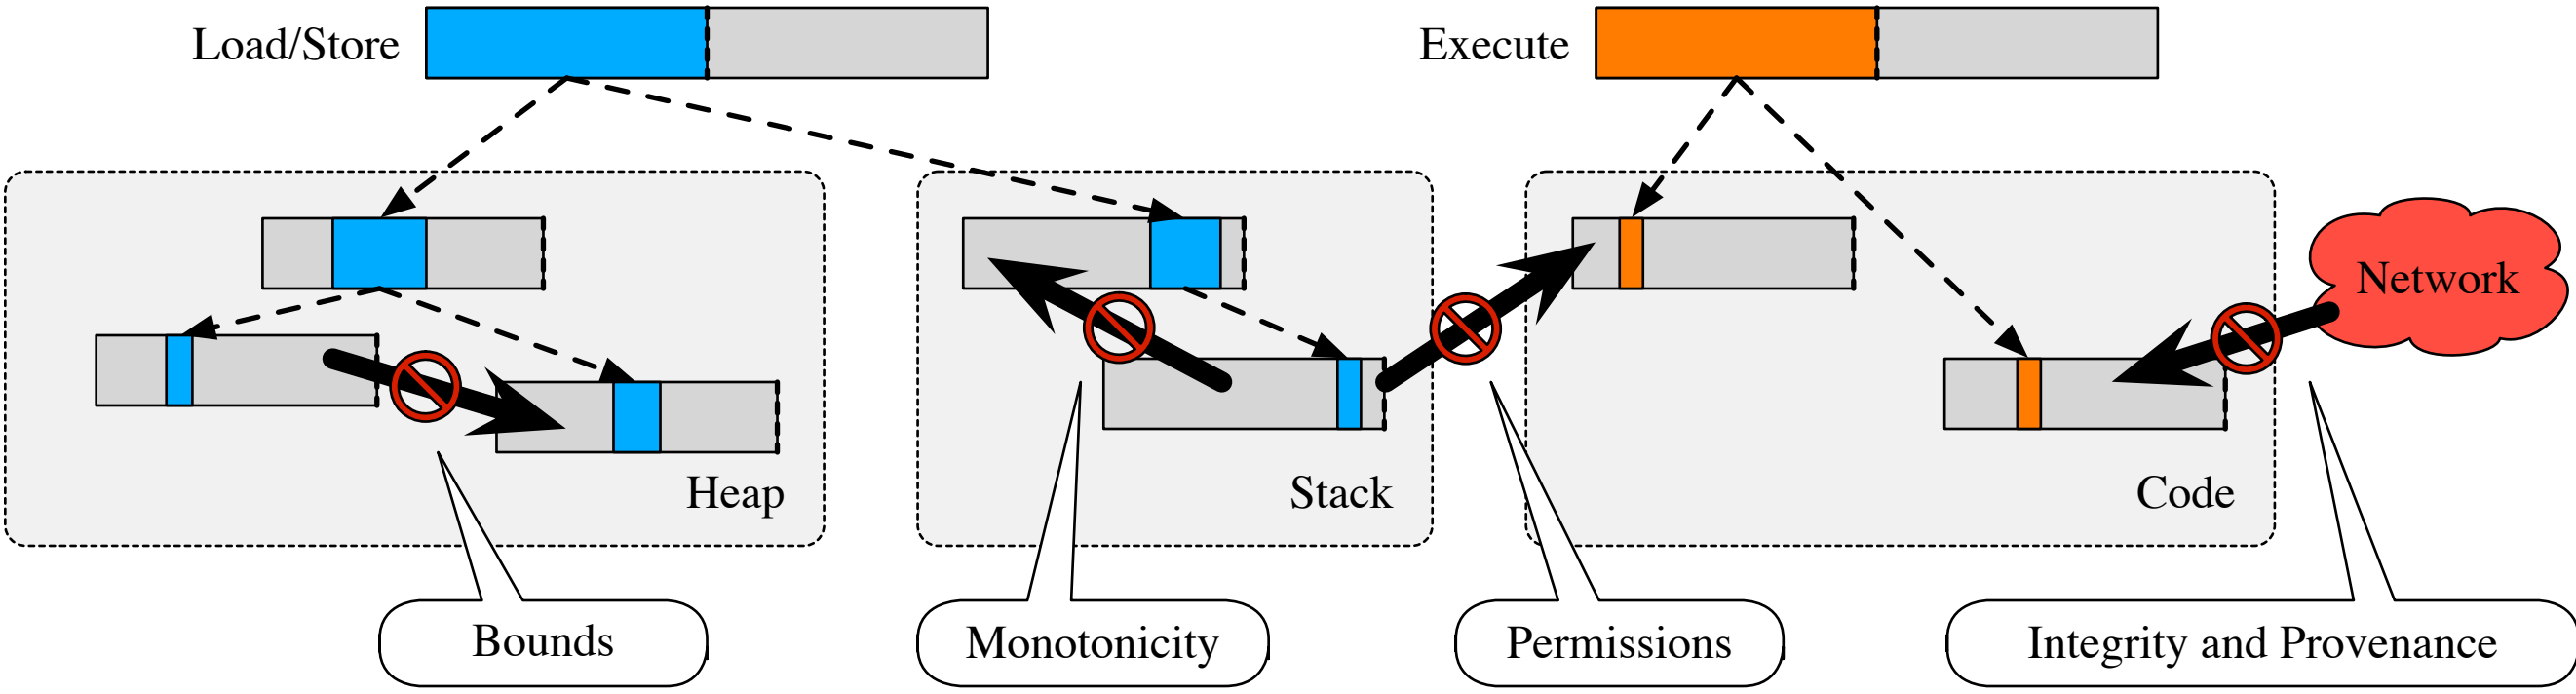 Load/Store
Execute
Network
Heap
Stack
Code
Bounds
Monotonicity
Permissions
Integrity and Provenance